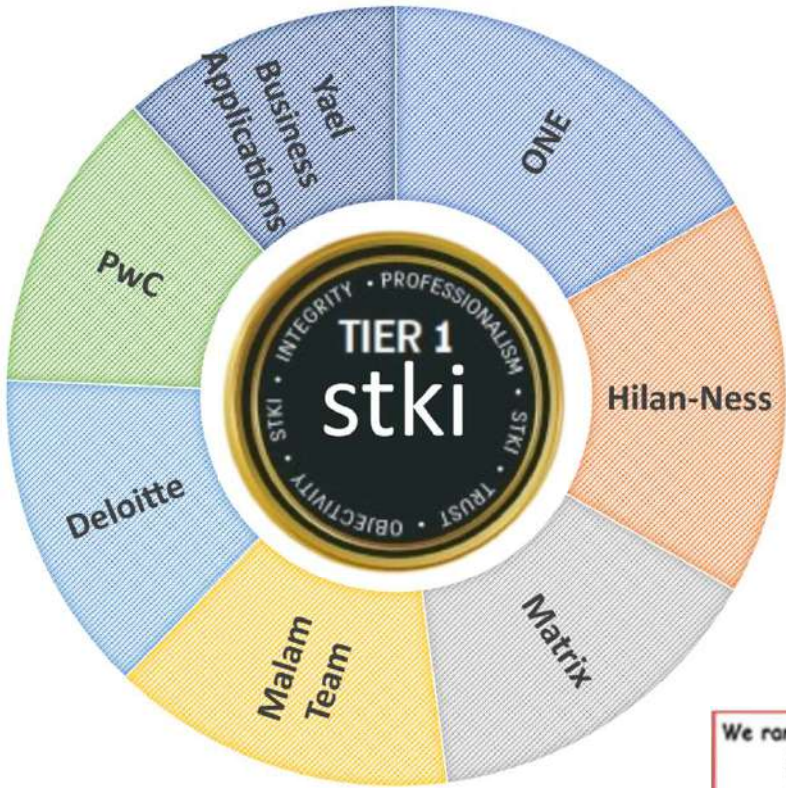 ONE
Hilan-Ness
Matrix
Malam
Team
Deloitte
PwC
Yael
Business
Applications
INTEGRITY • PROFESSIONALISM • STKI • TRUST • OBJECTIVITY • STKI •
TIER 1
stki
We